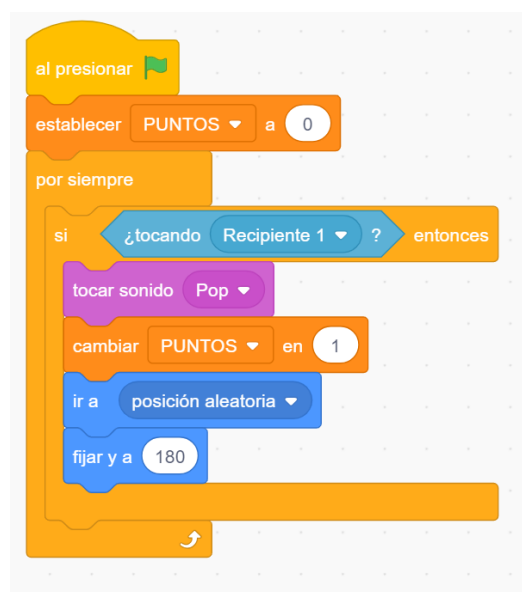 al presionar
establecer PUNTOS a 0
por siempre
si ¿tocando Recipiente 1 ? entonces
tocar sonido Pop
cambiar PUNTOS en 1
ir a posición aleatoria
fijar y a 180